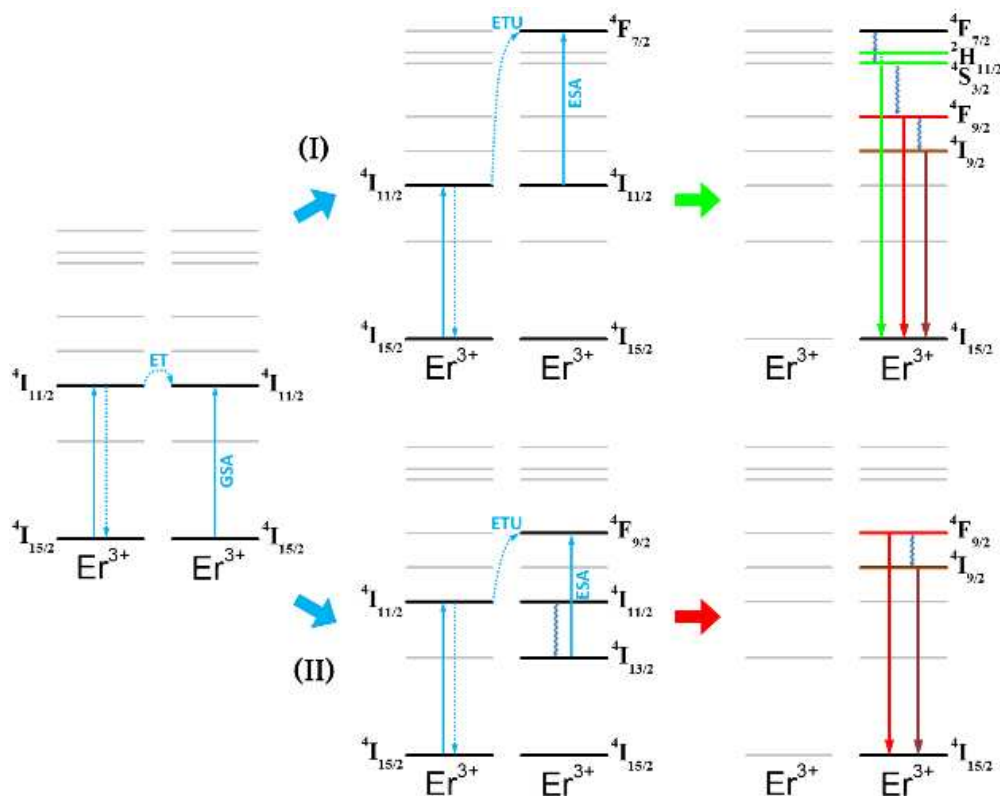 ET
⁴I₁₁/₂ ⁴I₁₁/₂
GSA
⁴I₁₅/₂ ⁴I₁₅/₂
Er³⁺ Er³⁺
(I)
ETU ⁴F₇/₂
ESA
⁴I₁₁/₂ ⁴I₁₁/₂
⁴I₁₅/₂ ⁴I₁₅/₂
Er³⁺ Er³⁺
⁴F₇/₂
²H₁₁/₂
⁴S₃/₂
⁴F₉/₂
⁴I₉/₂
⁴I₁₅/₂
Er³⁺ Er³⁺
(II)
ETU ⁴F₉/₂
ESA
⁴I₁₁/₂ ⁴I₁₁/₂
⁴I₁₃/₂
⁴I₁₅/₂ ⁴I₁₅/₂
Er³⁺ Er³⁺
⁴F₉/₂
⁴I₉/₂
⁴I₁₅/₂
Er³⁺ Er³⁺